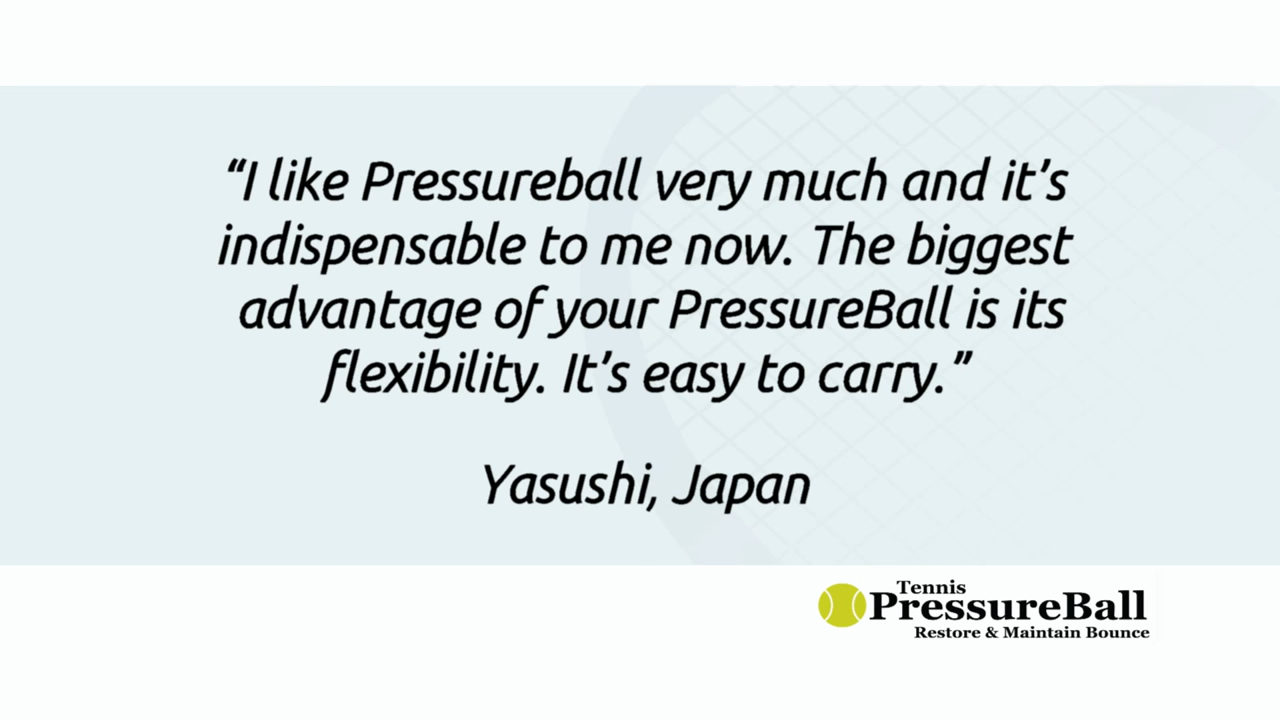 “I like Pressureball very much and it’s
indispensable to me now. The biggest
advantage of your PressureBall is its
flexibility. It’s easy to carry.”
Yasushi, Japan
Tennis
PressureBall
Restore & Maintain Bounce